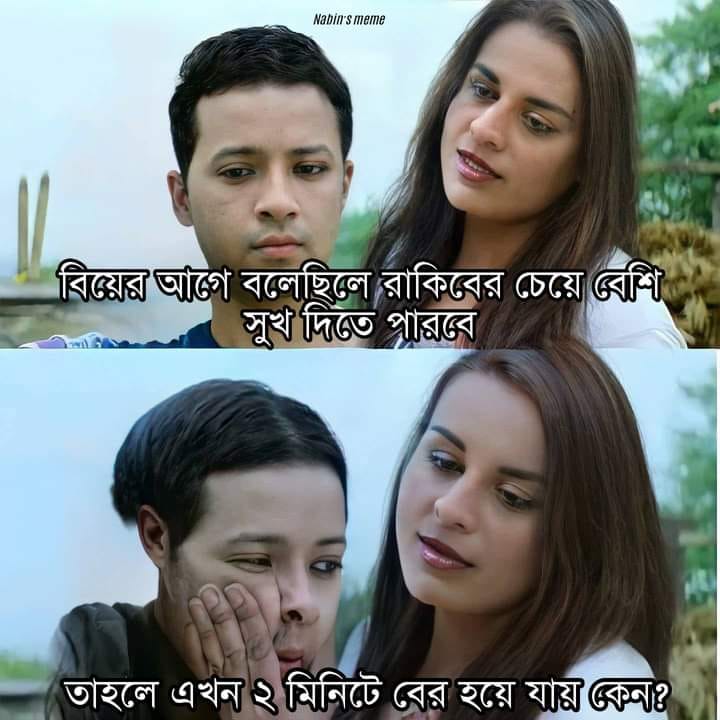 Nabin's meme
বিয়ের আগে বলেছিলে রাকিবের চেয়ে বেশি
সুখ দিতে পারবে
তাহলে এখন ২ মিনিটে বের হয়ে যায় কেন?